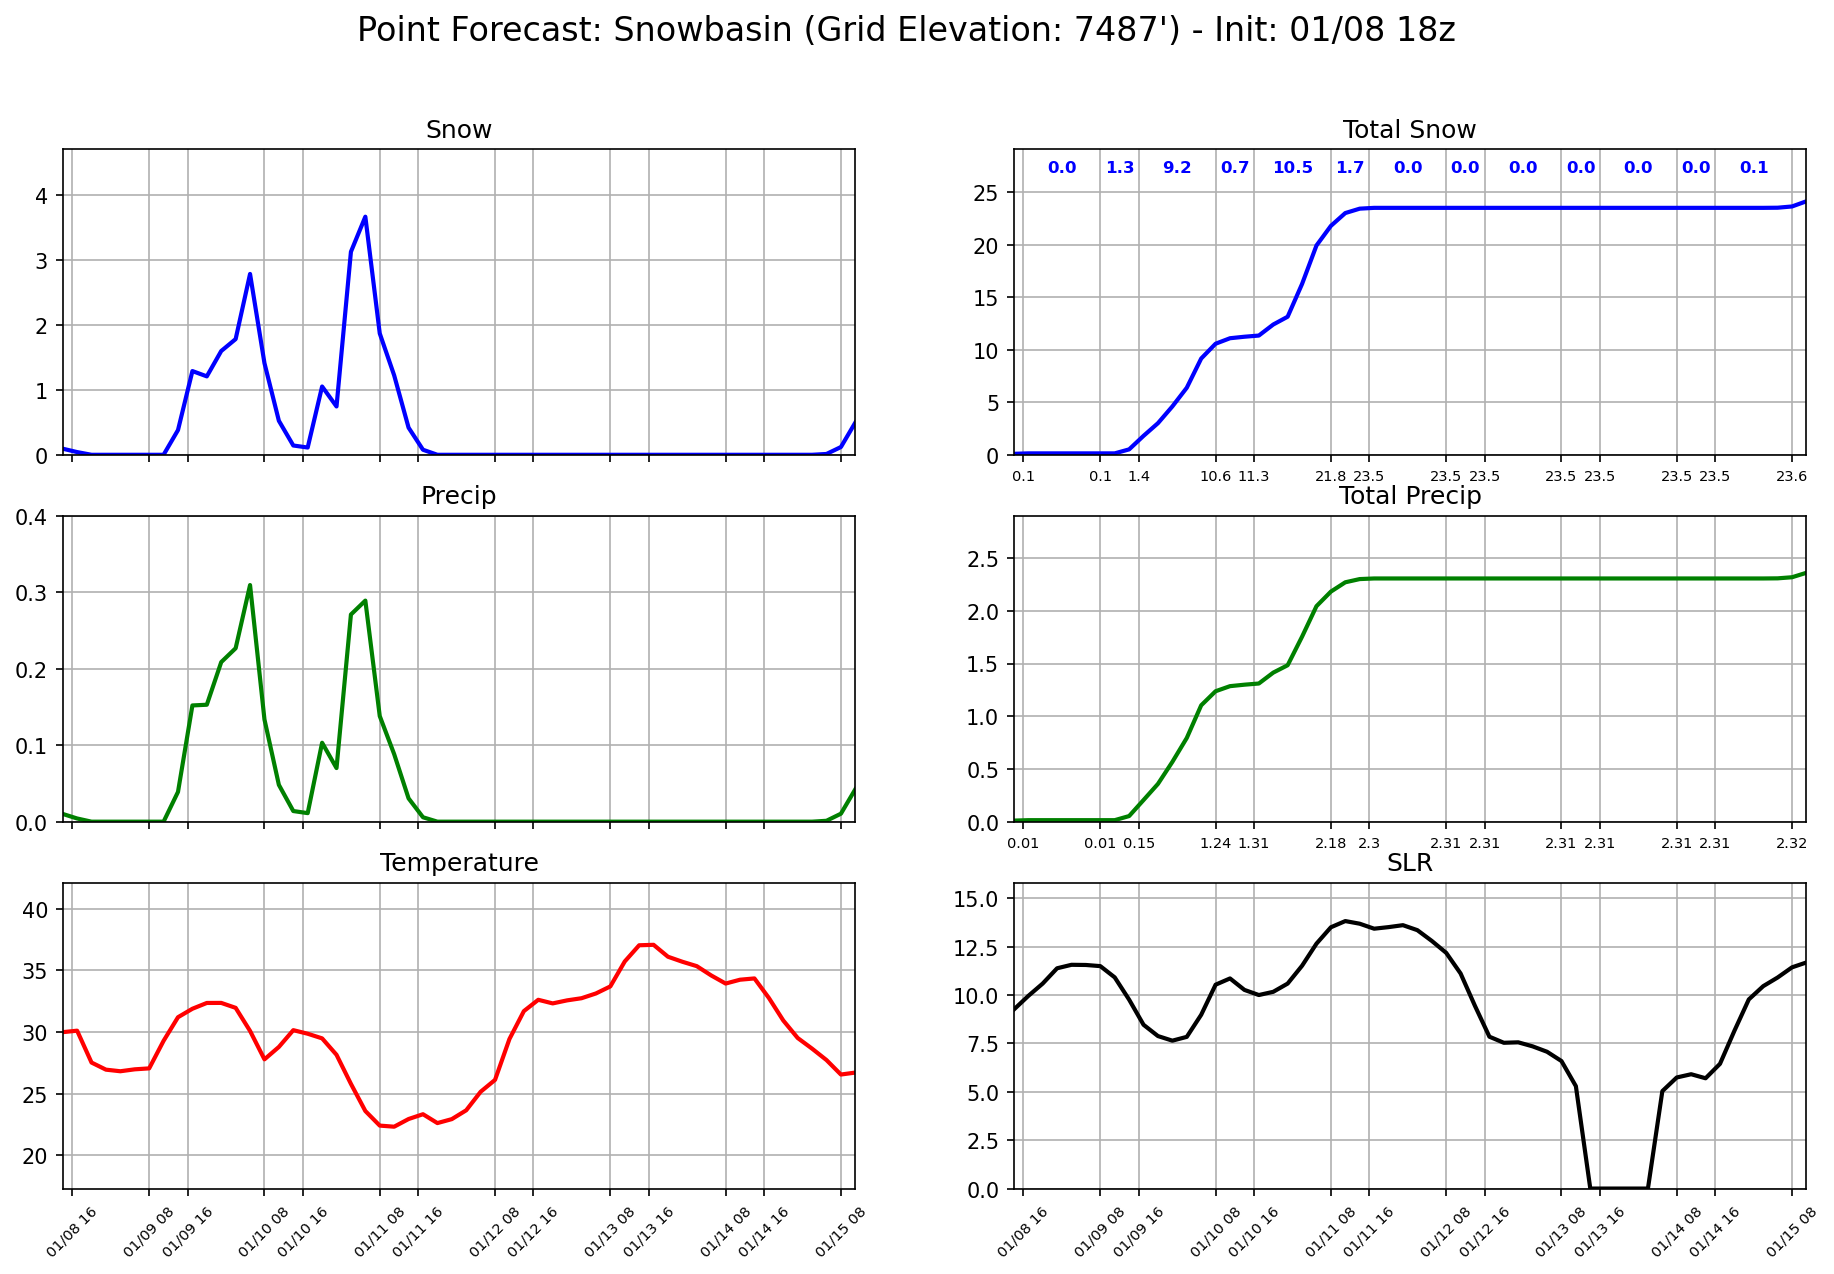 Point Forecast: Snowbasin (Grid Elevation: 7487') - Init: 01/08 18z
Snow
4
3
2
1
0
Total Snow
0.0 1.3 9.2 0.7 10.5 1.7 0.0 0.0 0.0 0.0 0.0 0.0 0.1
25
20
15
10
5
0
0.1 0.1 1.4 10.6 11.3 21.8 23.5 23.5 23.5 23.5 23.5 23.5 23.5 23.6
Precip
0.4
0.3
0.2
0.1
0.0
Total Precip
2.5
2.0
1.5
1.0
0.5
0.0
0.01 0.01 0.15 1.24 1.31 2.18 2.3 2.31 2.31 2.31 2.31 2.31 2.31 2.32
Temperature
40
35
30
25
20
01/08 16 01/09 08 01/09 16 01/10 08 01/10 16 01/11 08 01/11 16 01/12 08 01/12 16 01/13 08 01/13 16 01/14 08 01/14 16 01/15 08
SLR
15.0
12.5
10.0
7.5
5.0
2.5
0.0
01/08 16 01/09 08 01/09 16 01/10 08 01/10 16 01/11 08 01/11 16 01/12 08 01/12 16 01/13 08 01/13 16 01/14 08 01/14 16 01/15 08